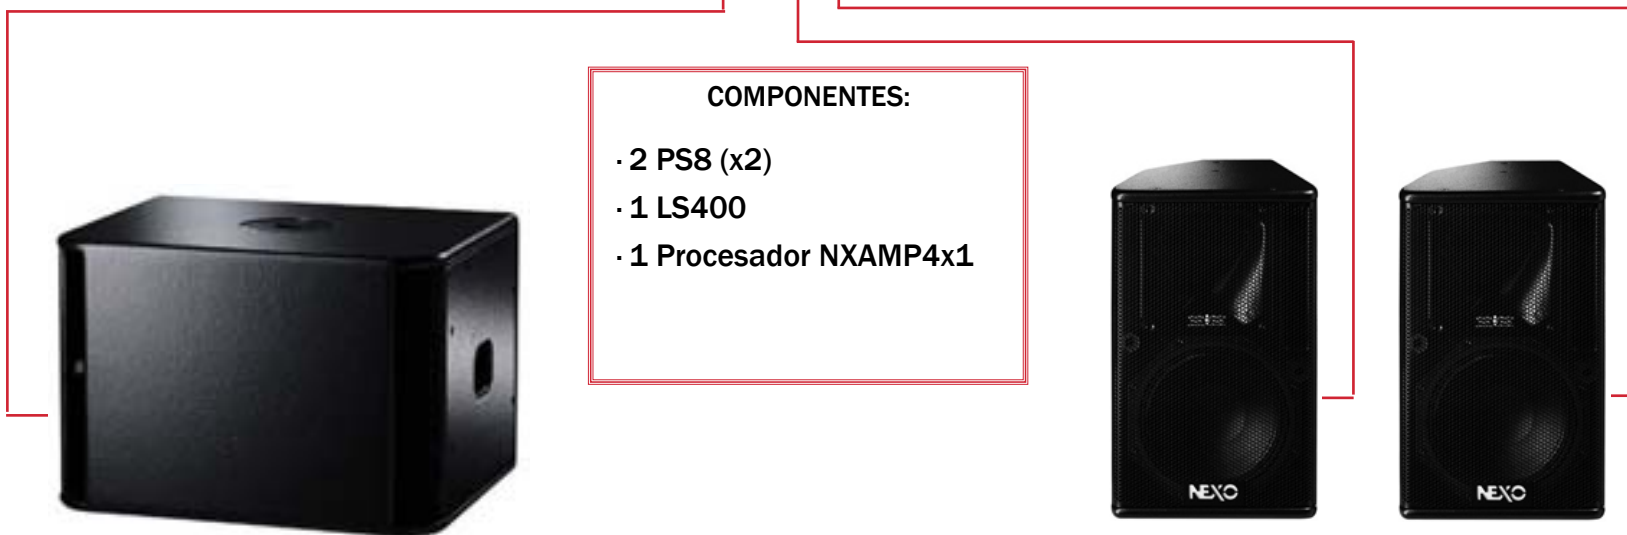 COMPONENTES:
· 2 PS8 (x2)
· 1 LS400
· 1 Procesador NXAMP4x1
NEXO
NEXO